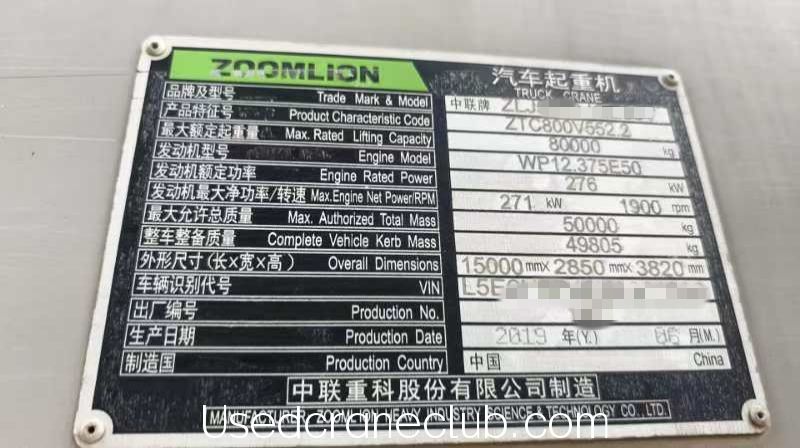 ZOOMLION 汽车起重机
TRUCK CRANE
品牌及型号 Trade Mark & Model 中联牌 ZLJ
产品特征号 Product Characteristic Code ZTC800V552.2
最大额定起重量 Max. Rated Lifting Capacity 80000 kg
发动机型号 Engine Model WP12.375E50
发动机额定功率 Engine Rated Power 276 kW
发动机最大净功率/转速 Max.Engine Net Power/RPM 271 kW 1900 rpm
最大允许总质量 Max. Authorized Total Mass 50000 kg
整车整备质量 Complete Vehicle Kerb Mass 49805 kg
外形尺寸(长×宽×高) Overall Dimensions 15000 mm× 2850 mm× 3820 mm
车辆识别代号 VIN
出厂编号 Production No.
生产日期 Production Date 2019 年(Y.) 06 月(M.)
制造国 Production Country 中国 China
中联重科股份有限公司制造
MANUFACTURER: ZOOMLION HEAVY INDUSTRY SCIENCE & TECHNOLOGY CO., LTD.
Usedcraneclub.com